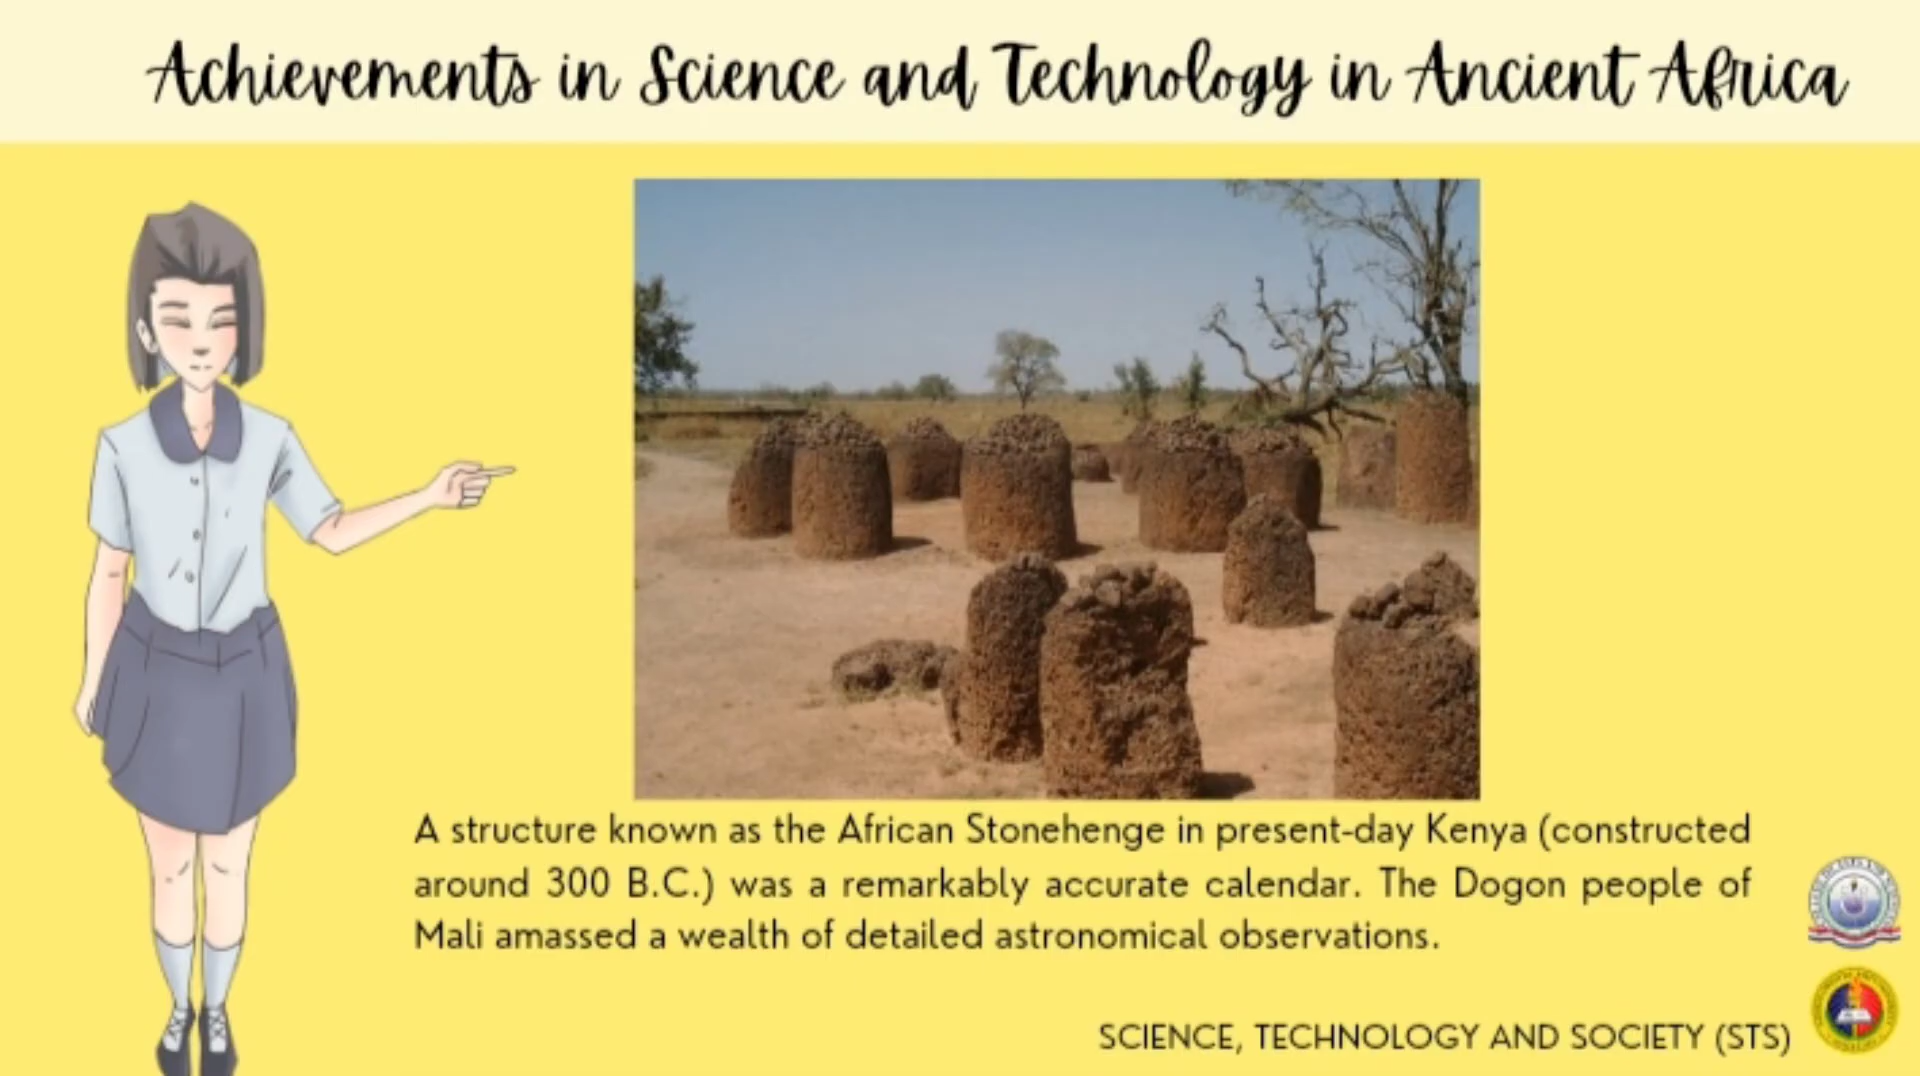 Achievements in Science and Technology in Ancient Africa
A structure known as the African Stonehenge in present-day Kenya (constructed
around 300 B.C.) was a remarkably accurate calendar. The Dogon people of
Mali amassed a wealth of detailed astronomical observations.
SCIENCE, TECHNOLOGY AND SOCIETY (STS)